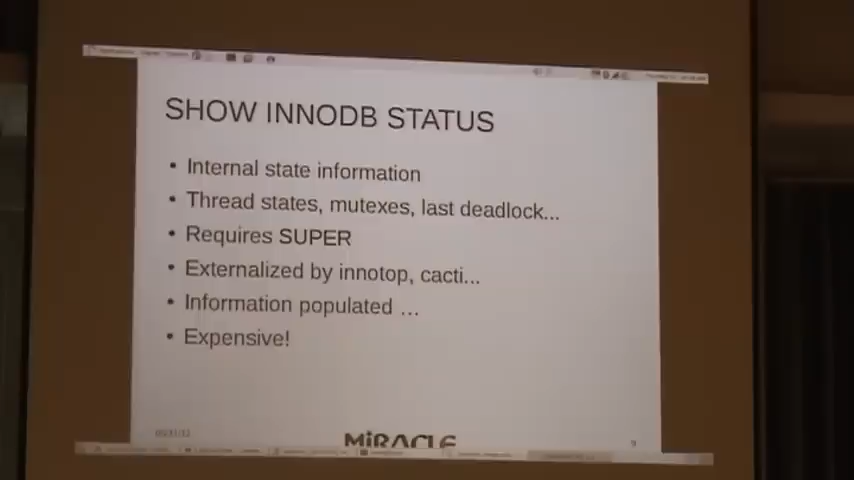 SHOW INNODB STATUS
• Internal state information
• Thread states, mutexes, last deadlock...
• Requires SUPER
• Externalized by innotop, cacti...
• Information populated …
• Expensive!
MiRACLE
9